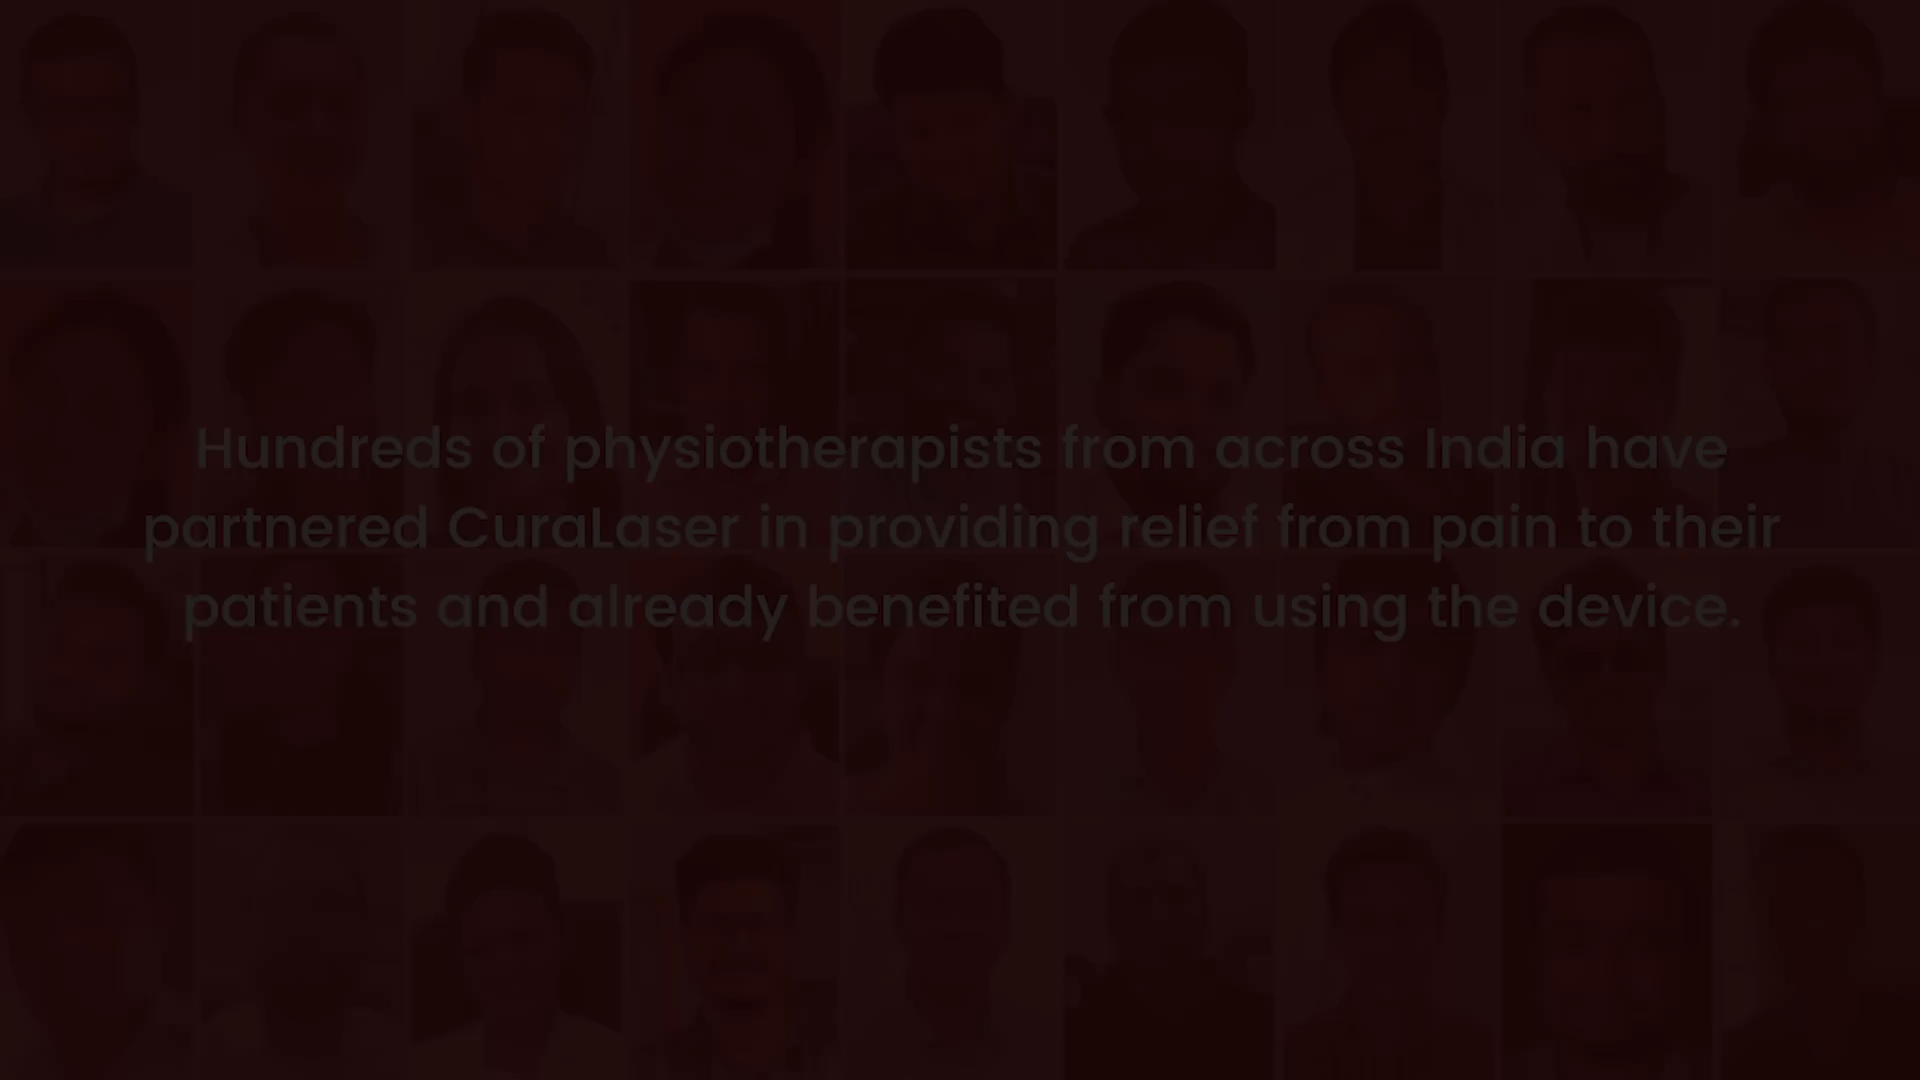 Hundreds of physiotherapists from across India have
partnered CuraLaser in providing relief from pain to their
patients and already benefited from using the device.